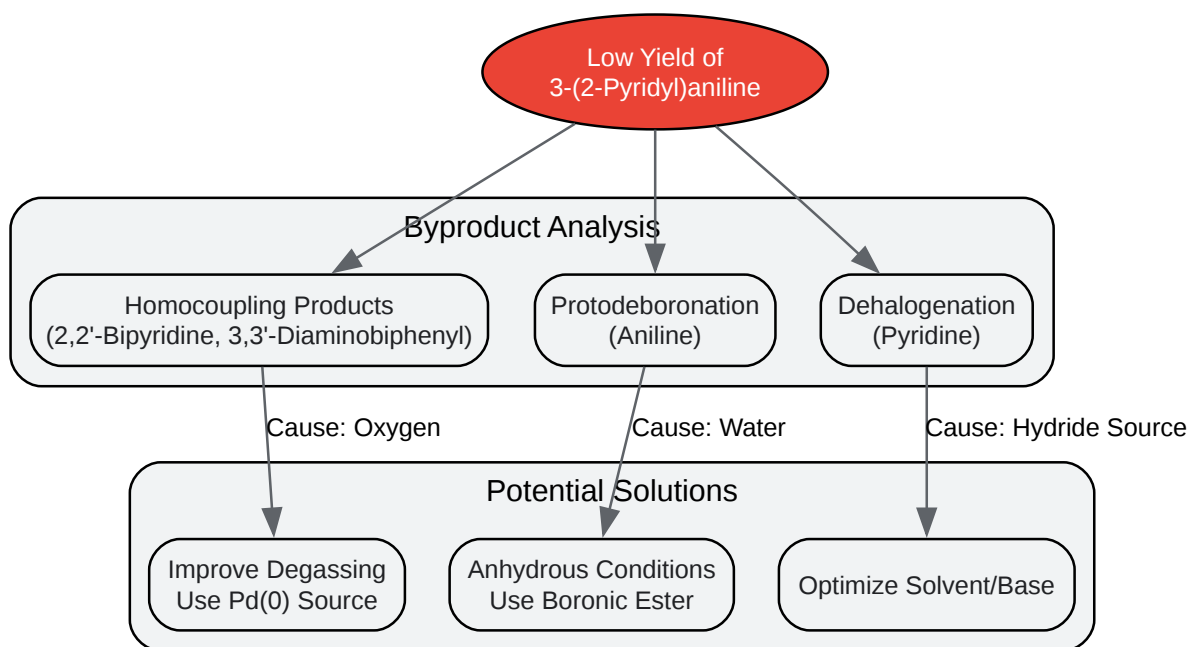 Low Yield of
3-(2-Pyridyl)aniline
Byproduct Analysis
Homocoupling Products
(2,2'-Bipyridine, 3,3'-Diaminobiphenyl)
Protodeboronation
(Aniline)
Dehalogenation
(Pyridine)
Cause: Oxygen
Cause: Water
Cause: Hydride Source
Potential Solutions
Improve Degassing
Use Pd(0) Source
Anhydrous Conditions
Use Boronic Ester
Optimize Solvent/Base